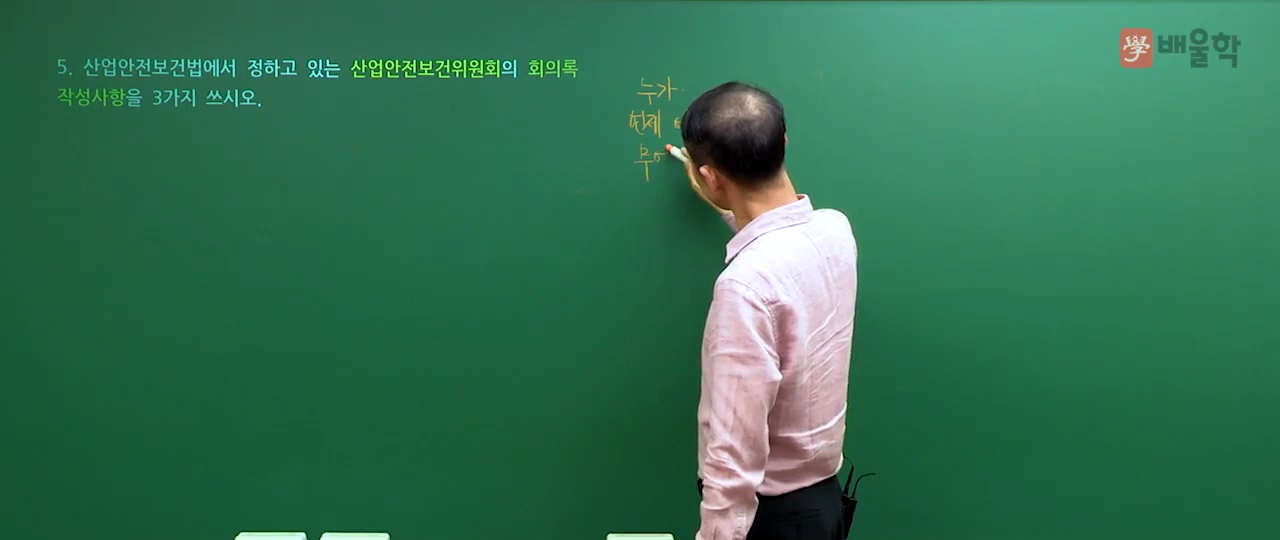 5. 산업안전보건법에서 정하고 있는 산업안전보건위원회의 회의록
작성사항을 3가지 쓰시오.
學 배울학
누가
언제